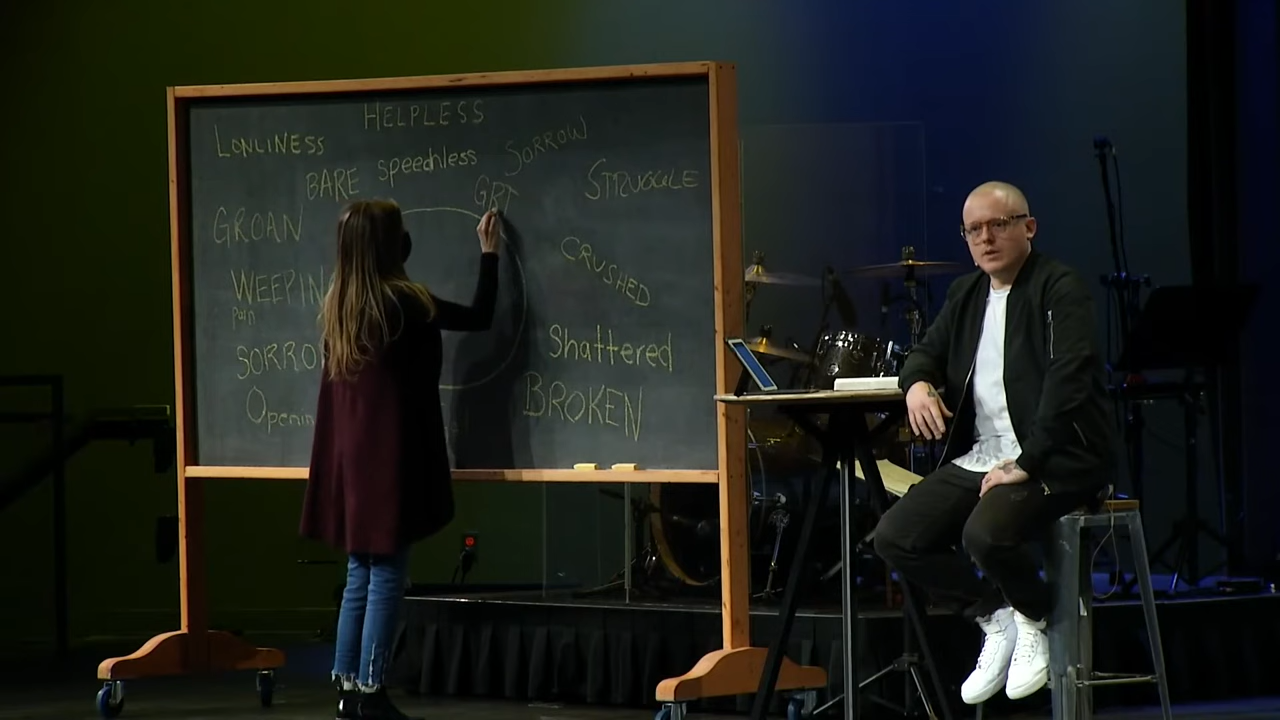 HELPLESS
LONLINESS
SORROW
speechless
BARE
STRUGGLE
GRT
GROAN
CRUSHED
WEEPIN
pain
Shattered
SORRO
BROKEN
Openin